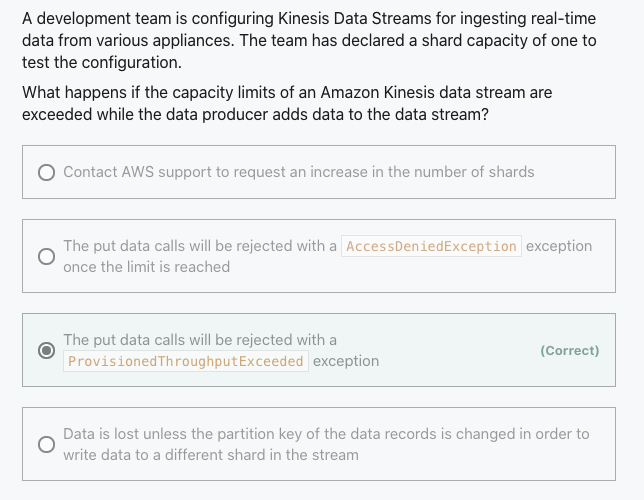 A development team is configuring Kinesis Data Streams for ingesting real-time
data from various appliances. The team has declared a shard capacity of one to
test the configuration.
What happens if the capacity limits of an Amazon Kinesis data stream are
exceeded while the data producer adds data to the data stream?
Contact AWS support to request an increase in the number of shards
The put data calls will be rejected with a AccessDeniedException exception
once the limit is reached
The put data calls will be rejected with a
ProvisionedThroughputExceeded exception
(Correct)
Data is lost unless the partition key of the data records is changed in order to
write data to a different shard in the stream